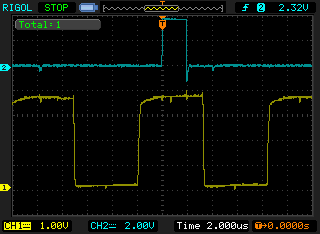 RIGOL STOP T f 2 2.32V
Total: 1
T
2
1
CH1 1.00V CH2 2.00V Time 2.000us T→0.0000s